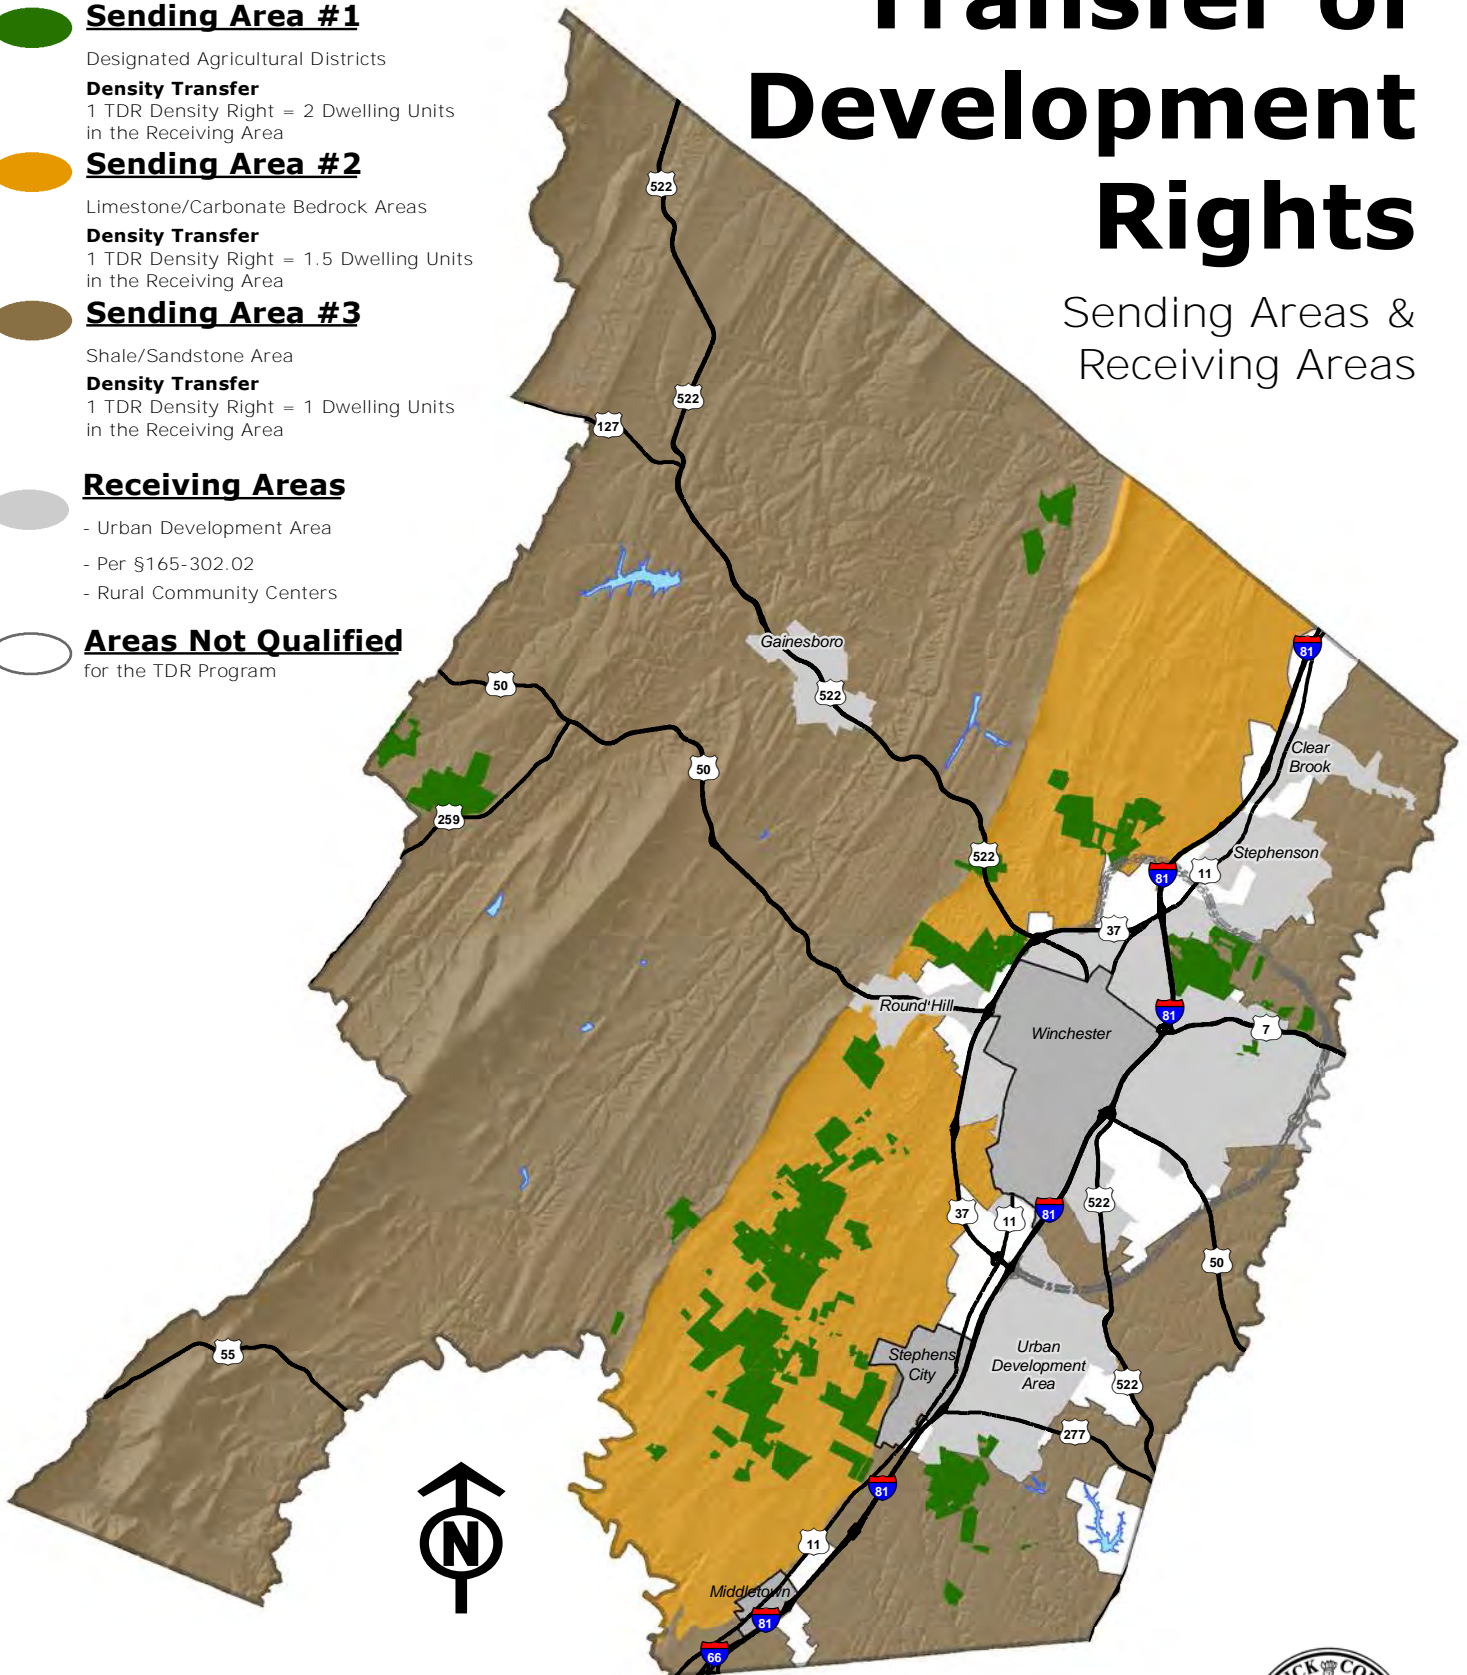 Transfer of
Development
Rights
Sending Areas &
Receiving Areas
Sending Area #1
Designated Agricultural Districts
Density Transfer
1 TDR Density Right = 2 Dwelling Units
in the Receiving Area
Sending Area #2
Limestone/Carbonate Bedrock Areas
Density Transfer
1 TDR Density Right = 1.5 Dwelling Units
in the Receiving Area
Sending Area #3
Shale/Sandstone Area
Density Transfer
1 TDR Density Right = 1 Dwelling Units
in the Receiving Area
Receiving Areas
- Urban Development Area
- Per §165-302.02
- Rural Community Centers
Areas Not Qualified
for the TDR Program
522
522
127
Gainesboro
81
50
522
Clear
Brook
50
259
522
Stephenson
81
11
37
Round Hill
81
Winchester
7
37
11
81
522
50
55
Stephens
City
Urban
Development
Area
522
277
81
11
N
Middletown
81
66